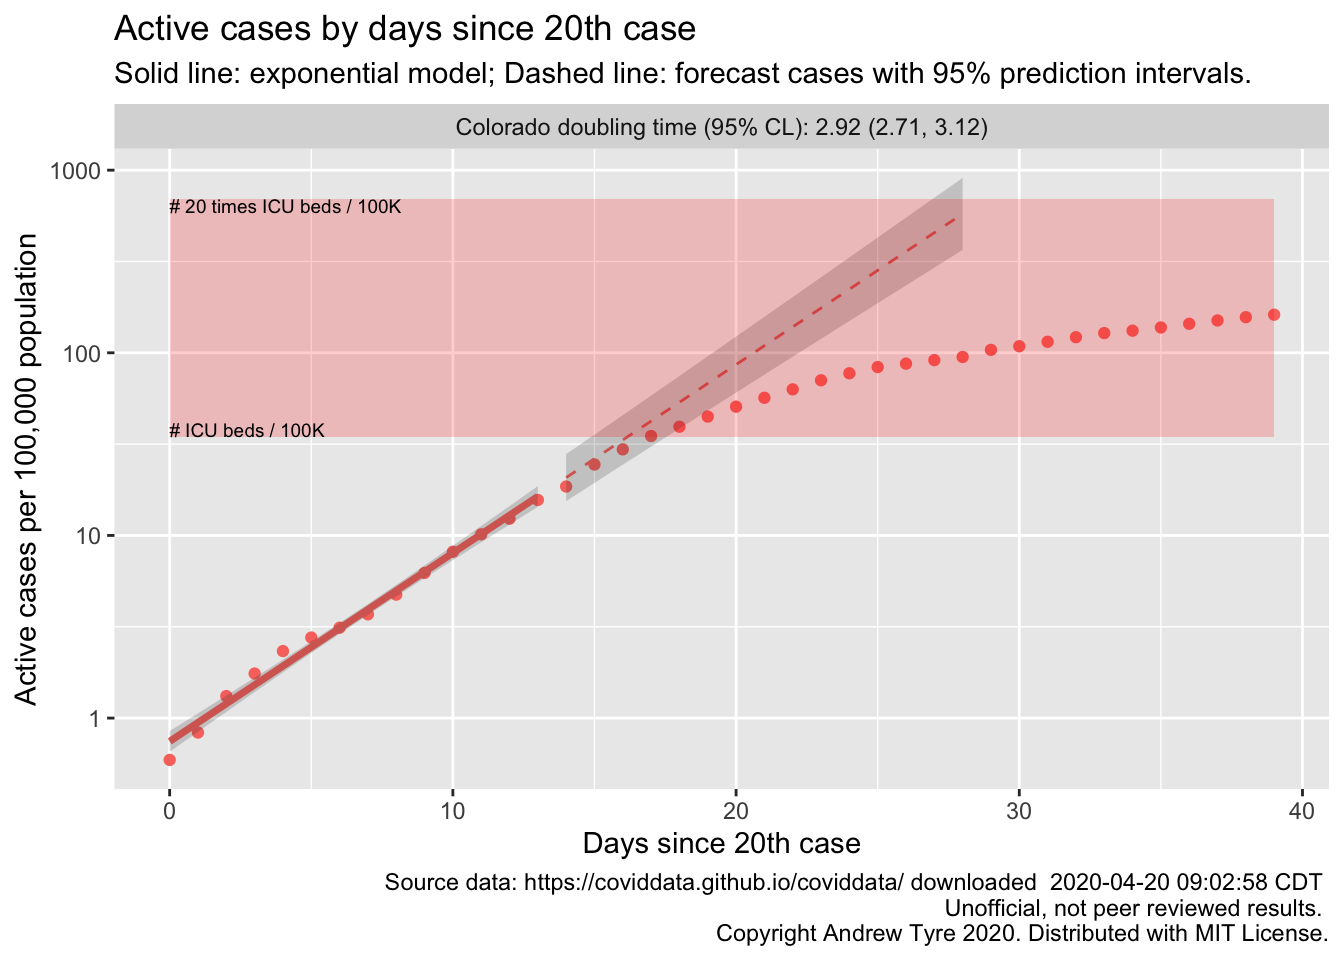 Active cases by days since 20th case
Solid line: exponential model; Dashed line: forecast cases with 95% prediction intervals.
Colorado doubling time (95% CL): 2.92 (2.71, 3.12)
Active cases per 100,000 population
1000
100
10
1
# 20 times ICU beds / 100K
# ICU beds / 100K
0
10
20
30
40
Days since 20th case
Source data: https://coviddata.github.io/coviddata/ downloaded  2020-04-20 09:02:58 CDT
Unofficial, not peer reviewed results.
Copyright Andrew Tyre 2020. Distributed with MIT License.